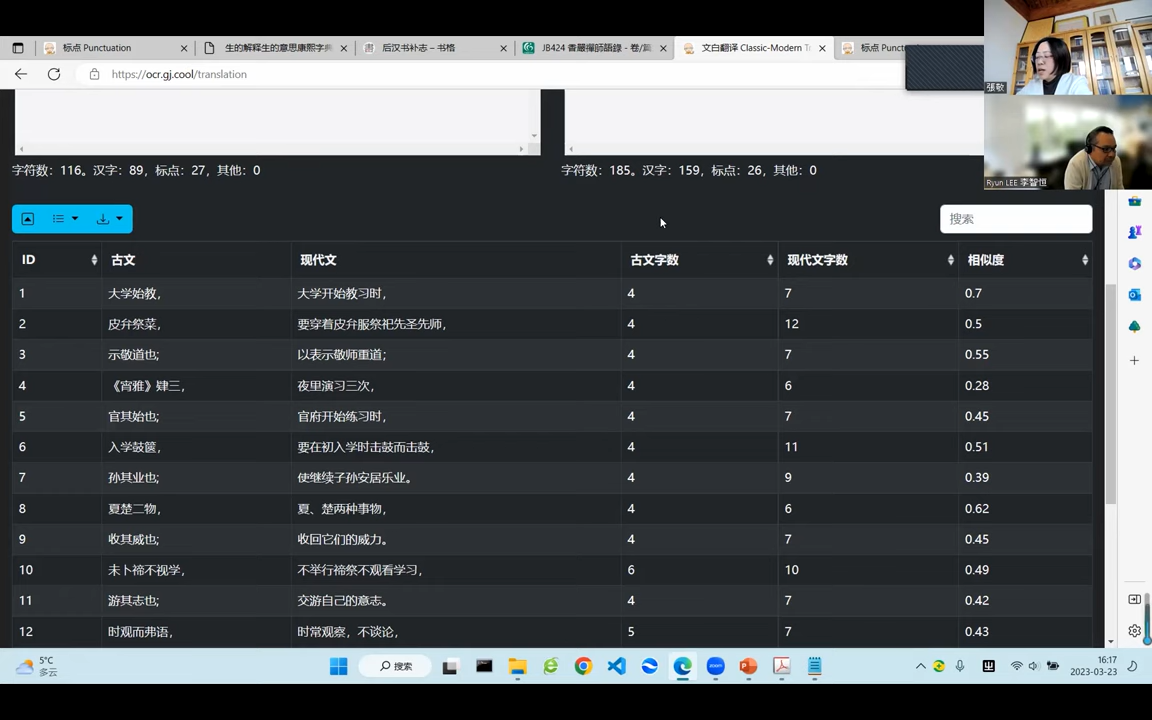 标点 Punctuation
生的解释生的意思康熙字典
后汉书补志 – 书格
JB424 香嚴禪師語錄 - 卷/篇
文白翻译 Classic-Modern T
标点 Punctu
https://ocr.gj.cool/translation
張敏
Ryun LEE 李智恒
字符数：116。汉字：89，标点：27，其他：0
字符数：185。汉字：159，标点：26，其他：0
搜索
ID 古文 现代文 古文字数 现代文字数 相似度
1 大学始教， 大学开始教习时， 4 7 0.7
2 皮弁祭菜， 要穿着皮弁服祭祀先圣先师， 4 12 0.5
3 示敬道也； 以表示敬师重道； 4 7 0.55
4 《宵雅》肄三， 夜里演习三次， 4 6 0.28
5 官其始也； 官府开始练习时， 4 7 0.45
6 入学鼓箧， 要在初入学时击鼓而击鼓， 4 11 0.51
7 孙其业也； 使继续子孙安居乐业。 4 9 0.39
8 夏楚二物， 夏、楚两种事物， 4 6 0.62
9 收其威也； 收回它们的威力。 4 7 0.45
10 未卜禘不视学， 不举行禘祭不观看学习， 6 10 0.49
11 游其志也； 交游自己的意志。 4 7 0.42
12 时观而弗语， 时常观察，不谈论， 5 7 0.43
5°C
多云
搜索
16:17
2023-03-23